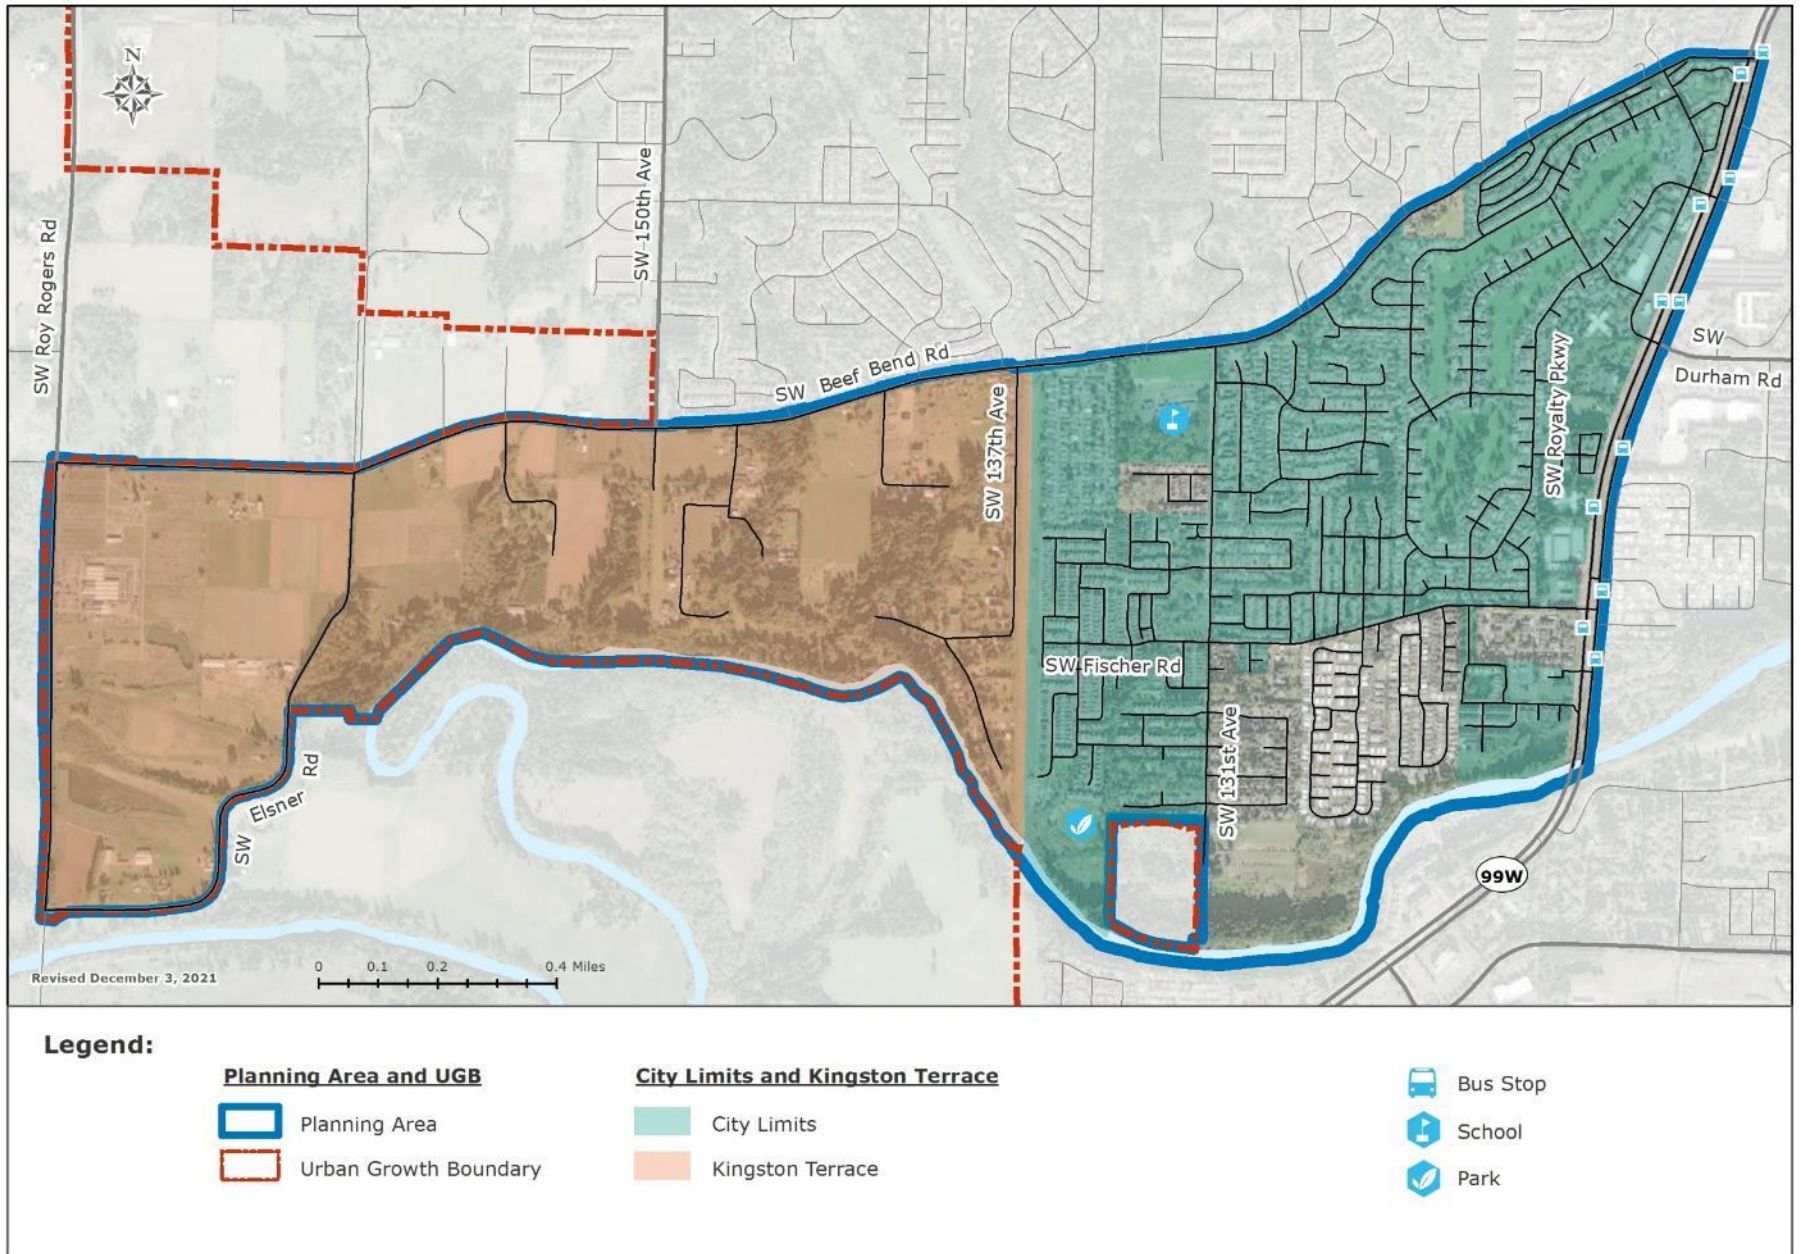 N
SW Roy Rogers Rd
SW 150th Ave
SW Beef Bend Rd
SW 137th Ave
SW Royalty Pkwy
SW
Durham Rd
SW Fischer Rd
SW 131st Ave
SW Elsner Rd
99W
0 0.1 0.2 0.4 Miles
Revised December 3, 2021
Legend:
Planning Area and UGB
Planning Area
Urban Growth Boundary
City Limits and Kingston Terrace
City Limits
Kingston Terrace
Bus Stop
School
Park